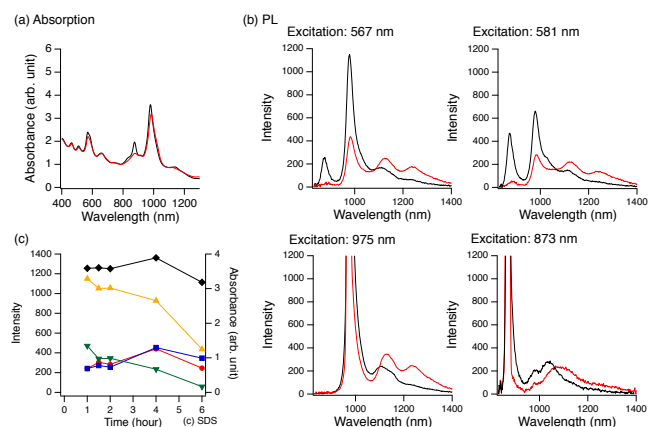 (a) Absorption
(b) PL
Excitation: 567 nm
Excitation: 581 nm
Absorbance (arb. unit)
6
5
4
3
2
1
0
400 600 800 1000 1200
Wavelength (nm)
Intensity
1200
1000
800
600
400
200
0
1000 1200 1400
Wavelength (nm)
Intensity
1200
1000
800
600
400
200
0
1000 1200 1400
Wavelength (nm)
(c)
Intensity
1400
1200
1000
800
600
400
200
0
4
3
2
1
0
Absorbance (arb. unit)
0 1 2 3 4 5 6
Time (hour)
(c) SDS
Excitation: 975 nm
Intensity
1200
1000
800
600
400
200
0
1000 1200 1400
Wavelength (nm)
Excitation: 873 nm
Intensity
1200
1000
800
600
400
200
0
1000 1200 1400
Wavelength (nm)